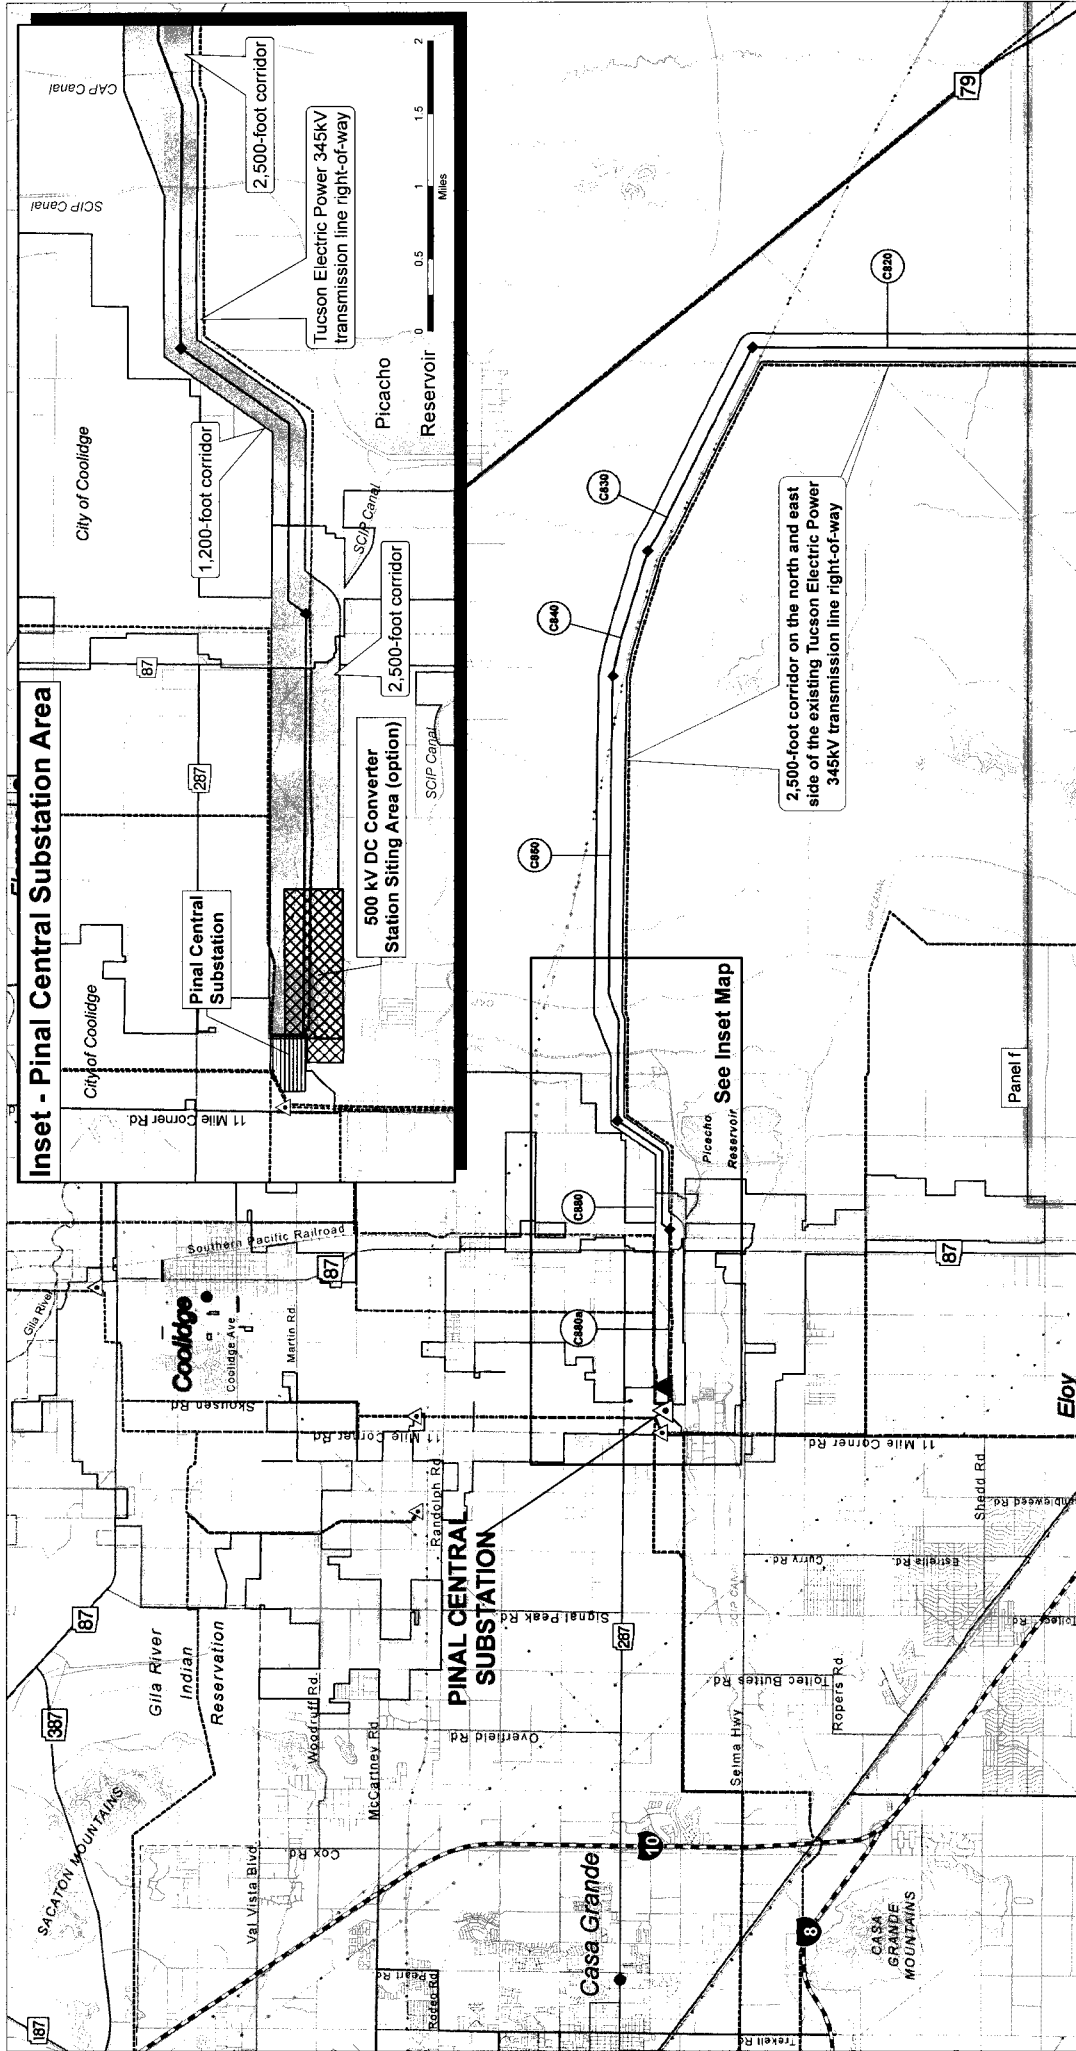 Inset - Pinal Central Substation Area
CAP Canal
SCIP Canal
2,500-foot corridor
Tucson Electric Power 345kV
transmission line right-of-way
0
0.5
1
1.5
2
Miles
City of Coolidge
1,200-foot corridor
Picacho
Reservoir
SCIP Canal
2,500-foot corridor
87
287
SCIP Canal
500 kV DC Converter
Station Siting Area (option)
Pinal Central
Substation
City of Coolidge
11 Mile Corner Rd.
79
C820
C830
C840
C850
C860
C880
C880a
2,500-foot corridor on the north and east
side of the existing Tucson Electric Power
345kV transmission line right-of-way
See Inset Map
Picacho
Reservoir
Panel f
Southern Pacific Railroad
Gila River
87
Coolidge
Coolidge Ave
Martin Rd.
Skousen Rd
11 Mile Corner Rd.
Randolph Rd
PINAL CENTRAL
SUBSTATION
87
11 Mile Corner Rd
Eloy
Shedd Rd.
Curry Rd.
Estrella Rd.
Signal Peak Rd
287
Toltec Buttes Rd
Ropers Rd.
Selma Hwy
Overfield Rd.
McCartney Rd.
Woodruff Rd.
Gila River
Indian
Reservation
87
387
SACATON MOUNTAINS
Cox Rd
Val Vista Blvd
10
Casa Grande
8
CASA
GRANDE
MOUNTAINS
Peart Rd
Rodeo Rd
Trekell Rd
187